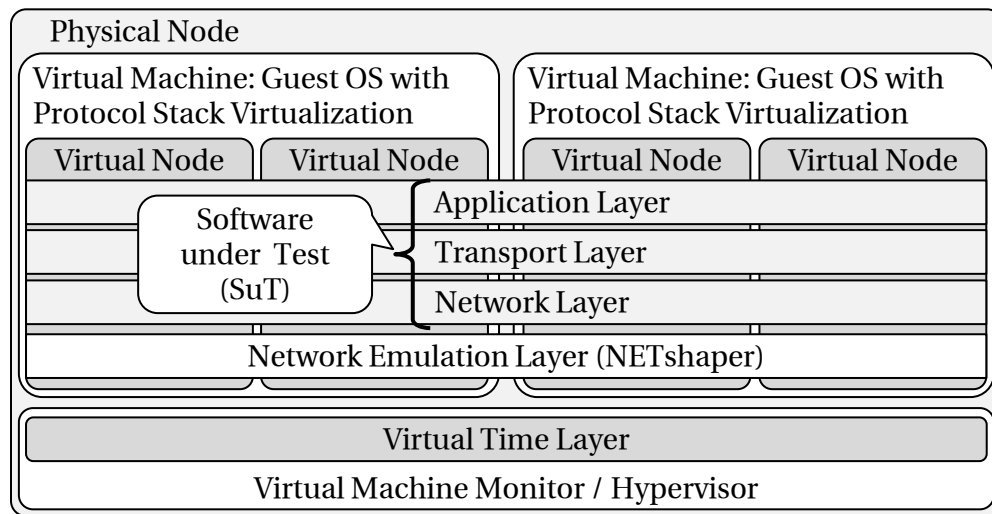 Physical Node
Virtual Machine: Guest OS with
Protocol Stack Virtualization
Virtual Machine: Guest OS with
Protocol Stack Virtualization
Virtual Node
Virtual Node
Virtual Node
Virtual Node
Software
under Test
(SuT)
Application Layer
Transport Layer
Network Layer
Network Emulation Layer (NETshaper)
Virtual Time Layer
Virtual Machine Monitor / Hypervisor